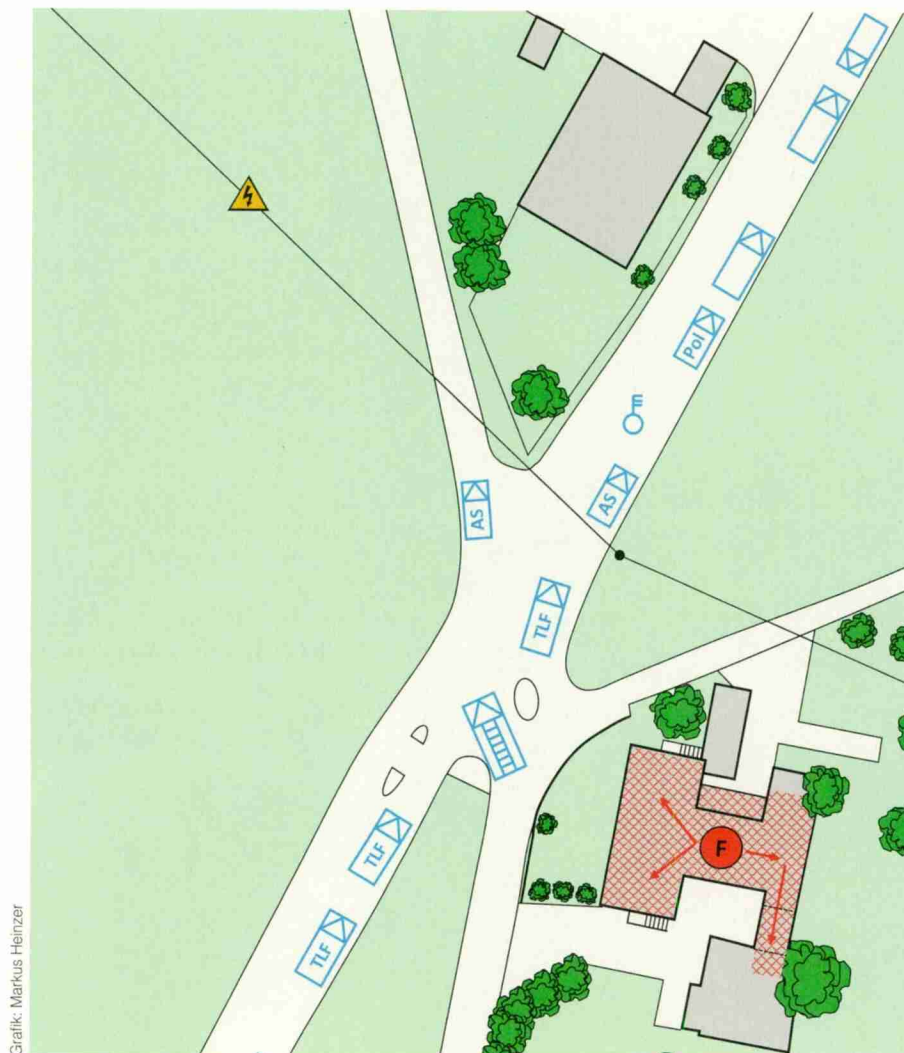 Pol
AS
AS
TLF
F
TLF
TLF
Grafik: Markus Heinzer